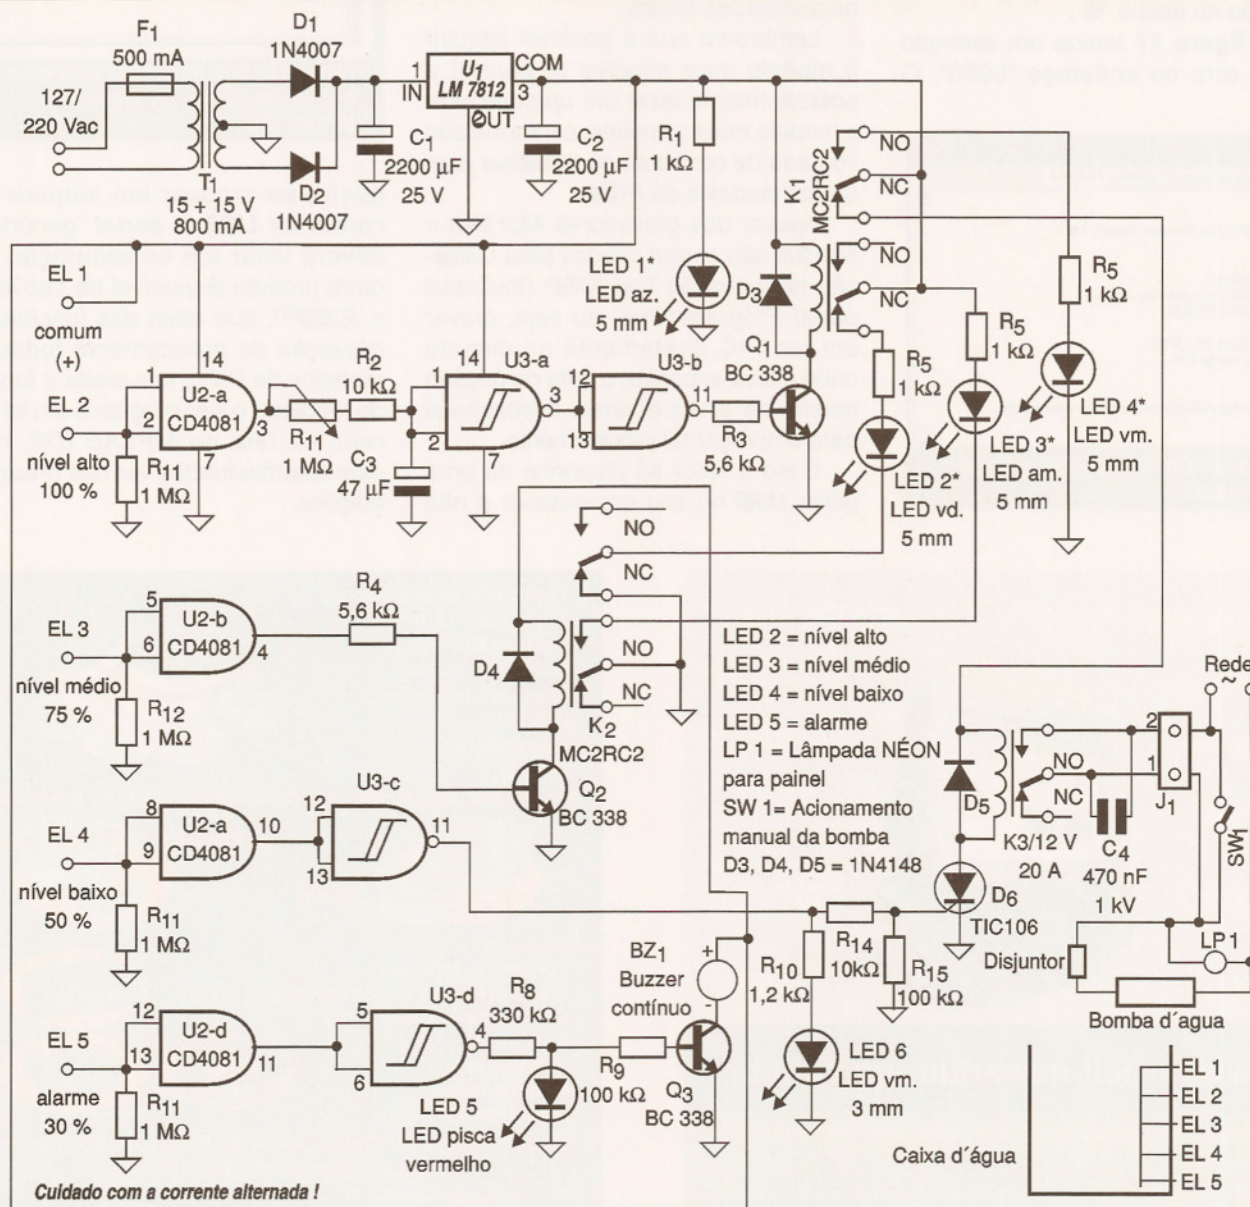 F1
500 mA
127/
220 Vac
T1
15 + 15 V
800 mA
D1
1N4007
D2
1N4007
C1
2200 µF
25 V
1
IN
U1
LM 7812
COM
3
OUT
C2
2200 µF
25 V
R1
1 kΩ
K1
MC2RC2
NO
NC
NO
NC
LED 1*
LED az.
5 mm
D3
Q1
BC 338
R5
1 kΩ
R5
1 kΩ
R5
1 kΩ
LED 2*
LED vd.
5 mm
LED 3*
LED am.
5 mm
LED 4*
LED vm.
5 mm
EL 1
comum
(+)
EL 2
nível alto
100 %
1
2
14
U2-a
CD4081
3
7
R11
1 MΩ
R11
1 MΩ
R2
10 kΩ
C3
47 µF
1
2
14
U3-a
3
7
12
13
U3-b
11
R3
5,6 kΩ
EL 3
nível médio
75 %
5
6
U2-b
CD4081
4
R12
1 MΩ
R4
5,6 kΩ
NO
NC
NO
NC
D4
K2
MC2RC2
Q2
BC 338
LED 2 = nível alto
LED 3 = nível médio
LED 4 = nível baixo
LED 5 = alarme
LP 1 = Lâmpada NÉON
para painel
SW 1= Acionamento
manual da bomba
D3, D4, D5 = 1N4148
EL 4
nível baixo
50 %
8
9
U2-a
CD4081
10
R11
1 MΩ
12
13
U3-c
11
D5
NO
NC
K3/12 V
20 A
C4
470 nF
1 kV
2
1
J1
Rede
~
SW1
LP1
Disjuntor
Bomba d´agua
D6
TIC106
R14
10kΩ
R15
100 kΩ
R10
1,2 kΩ
LED 6
LED vm.
3 mm
EL 5
alarme
30 %
12
13
U2-d
CD4081
11
R11
1 MΩ
5
6
U3-d
4
R8
330 kΩ
LED 5
LED pisca
vermelho
R9
100 kΩ
BZ1
Buzzer
contínuo
+
-
Q3
BC 338
Caixa d´água
EL 1
EL 2
EL 3
EL 4
EL 5
Cuidado com a corrente alternada !